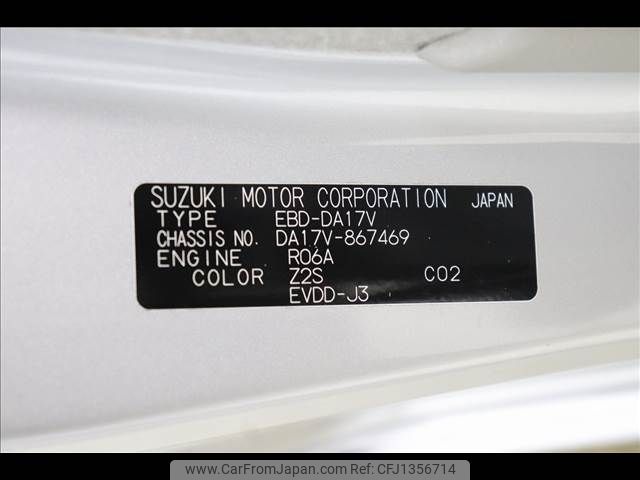 SUZUKI MOTOR CORPORATION JAPAN
TYPE EBD-DA17V
CHASSIS NO. DA17V-867469
ENGINE R06A
COLOR Z2S C02
EVDD-J3
www.CarFromJapan.com CFJ1356714